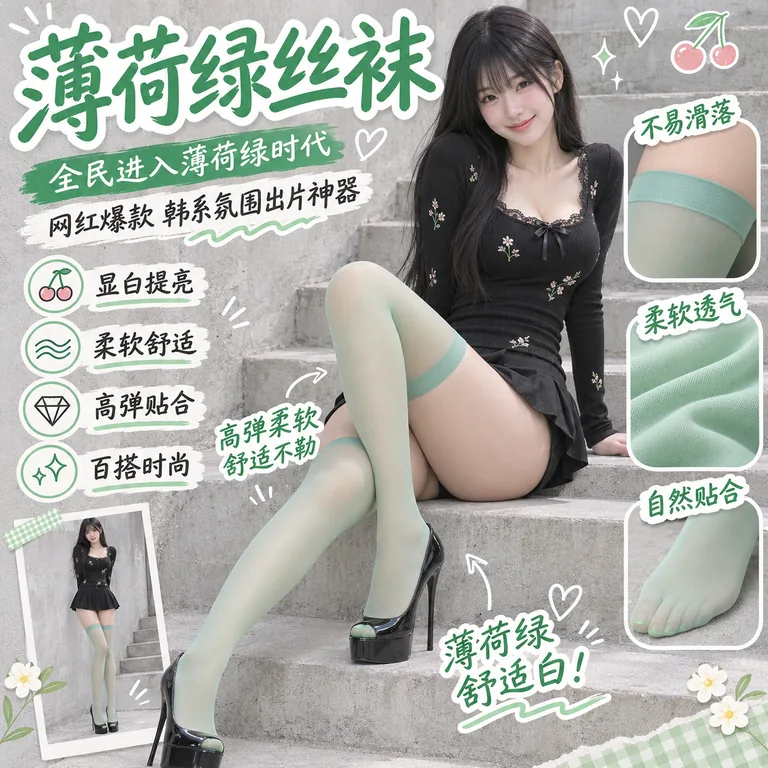 薄荷绿丝袜
全民进入薄荷绿时代
网红爆款 韩系氛围出片神器
显白提亮
柔软舒适
高弹贴合
百搭时尚
高弹柔软
舒适不勒
薄荷绿
舒适白!
不易滑落
柔软透气
自然贴合